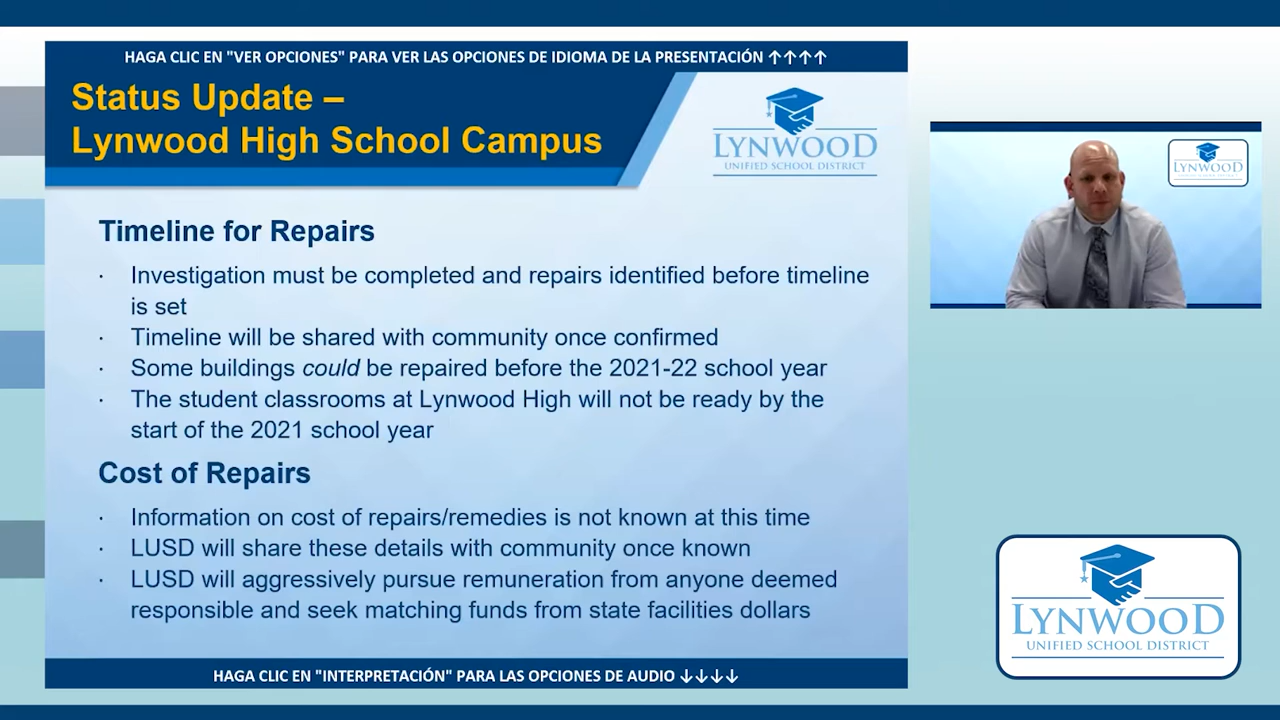 HAGA CLIC EN "VER OPCIONES" PARA VER LAS OPCIONES DE IDIOMA DE LA PRESENTACIÓN ↑↑↑↑
Status Update –
Lynwood High School Campus
LYNWOOD
UNIFIED SCHOOL DISTRICT
LYNWOOD
Timeline for Repairs
· Investigation must be completed and repairs identified before timeline
is set
· Timeline will be shared with community once confirmed
· Some buildings could be repaired before the 2021-22 school year
· The student classrooms at Lynwood High will not be ready by the
start of the 2021 school year
Cost of Repairs
· Information on cost of repairs/remedies is not known at this time
· LUSD will share these details with community once known
· LUSD will aggressively pursue remuneration from anyone deemed
responsible and seek matching funds from state facilities dollars
LYNWOOD
UNIFIED SCHOOL DISTRICT
HAGA CLIC EN "INTERPRETACIÓN" PARA LAS OPCIONES DE AUDIO ↓↓↓↓